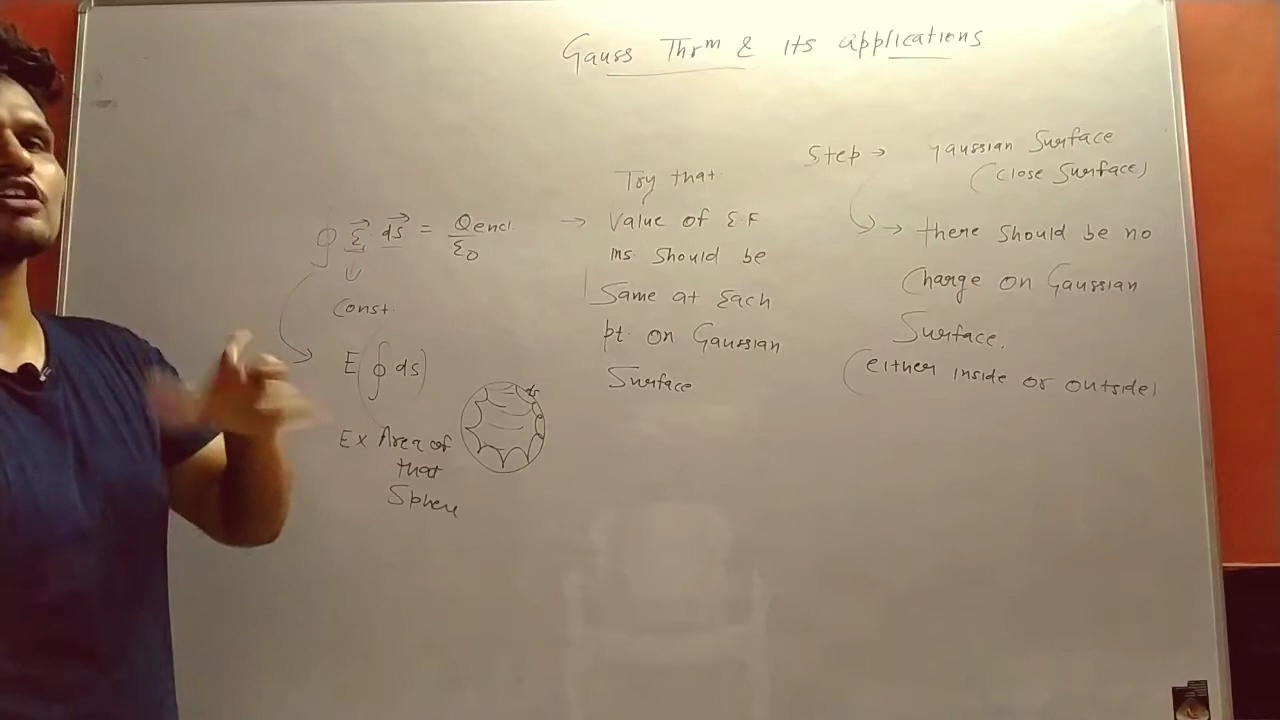 Gauss Thrm & its applications
∮ E⃗ ds⃗ = Qencl. / ε0
Const.
E(∮ ds)
Ex Area of
that
Sphere
ds
→ Try that
Value of E.F
ms should be
Same at Each
pt. on Gaussian
Surface
Step → gaussian Surface
(Close Surface)
→ there should be no
Charge on Gaussian
Surface.
(either inside or outside)